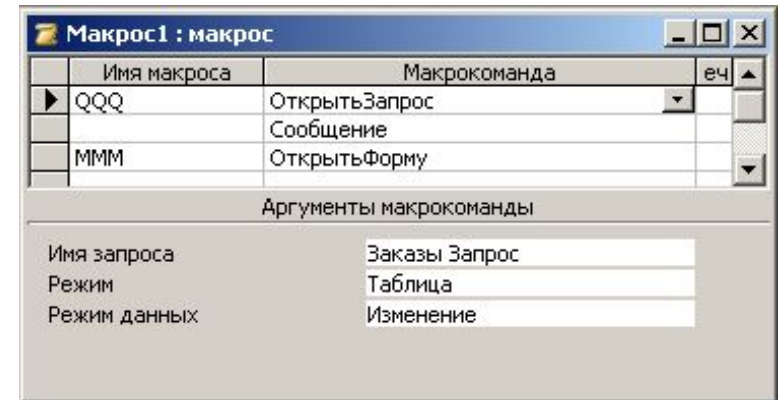 Макрос1 : макрос
Имя макроса Макрокоманда еч
QQQ ОткрытьЗапрос
Сообщение
MMM ОткрытьФорму
Аргументы макрокоманды
Имя запроса Заказы Запрос
Режим Таблица
Режим данных Изменение